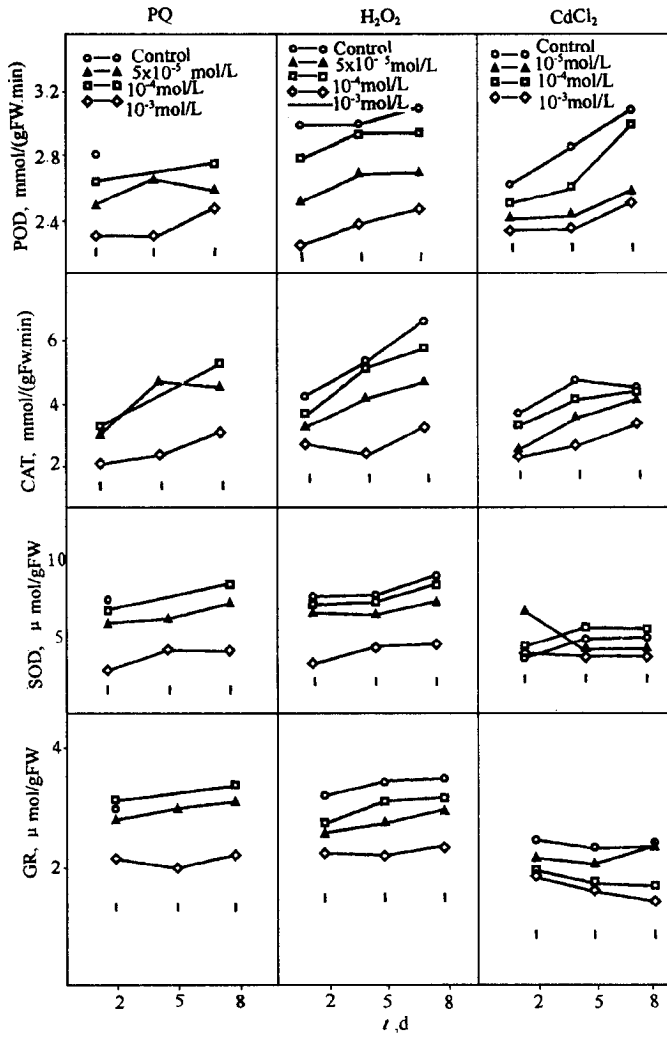 PQ
H₂O₂
CdCl₂
Control
5x10⁻⁵ mol/L
10⁻⁴mol/L
10⁻³mol/L
Control
5x10⁻⁵mol/L
10⁻⁴mol/L
10⁻³mol/L
Control
10⁻⁵mol/L
10⁻⁴mol/L
10⁻³mol/L
POD, mmol/(gFW.min)
3.2
2.8
2.4
CAT, mmol/(gFw.min)
6
4
2
SOD, μ mol/gFW
10
5
GR, μ mol/gFW
4
2
2 5 8
2 5 8
2 5 8
t,d